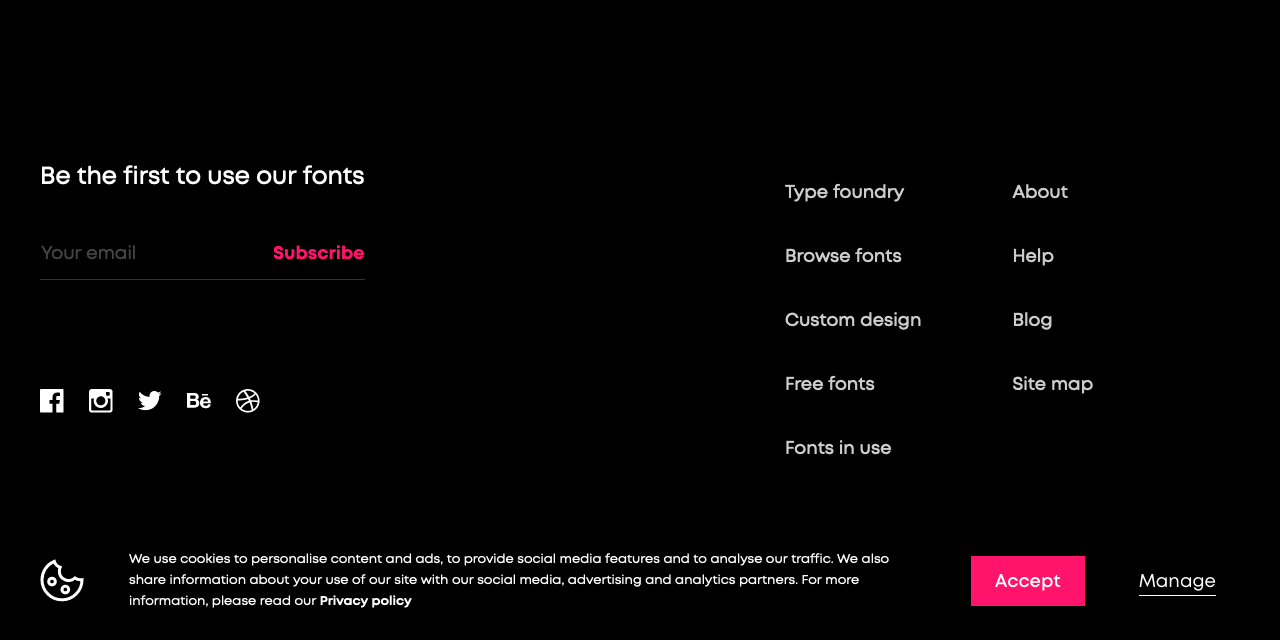 Be the first to use our fonts
Your email
Subscribe
Type foundry
Browse fonts
Custom design
Free fonts
Fonts in use
About
Help
Blog
Site map
We use cookies to personalise content and ads, to provide social media features and to analyse our traffic. We also
share information about your use of our site with our social media, advertising and analytics partners. For more
information, please read our Privacy policy
Accept
Manage